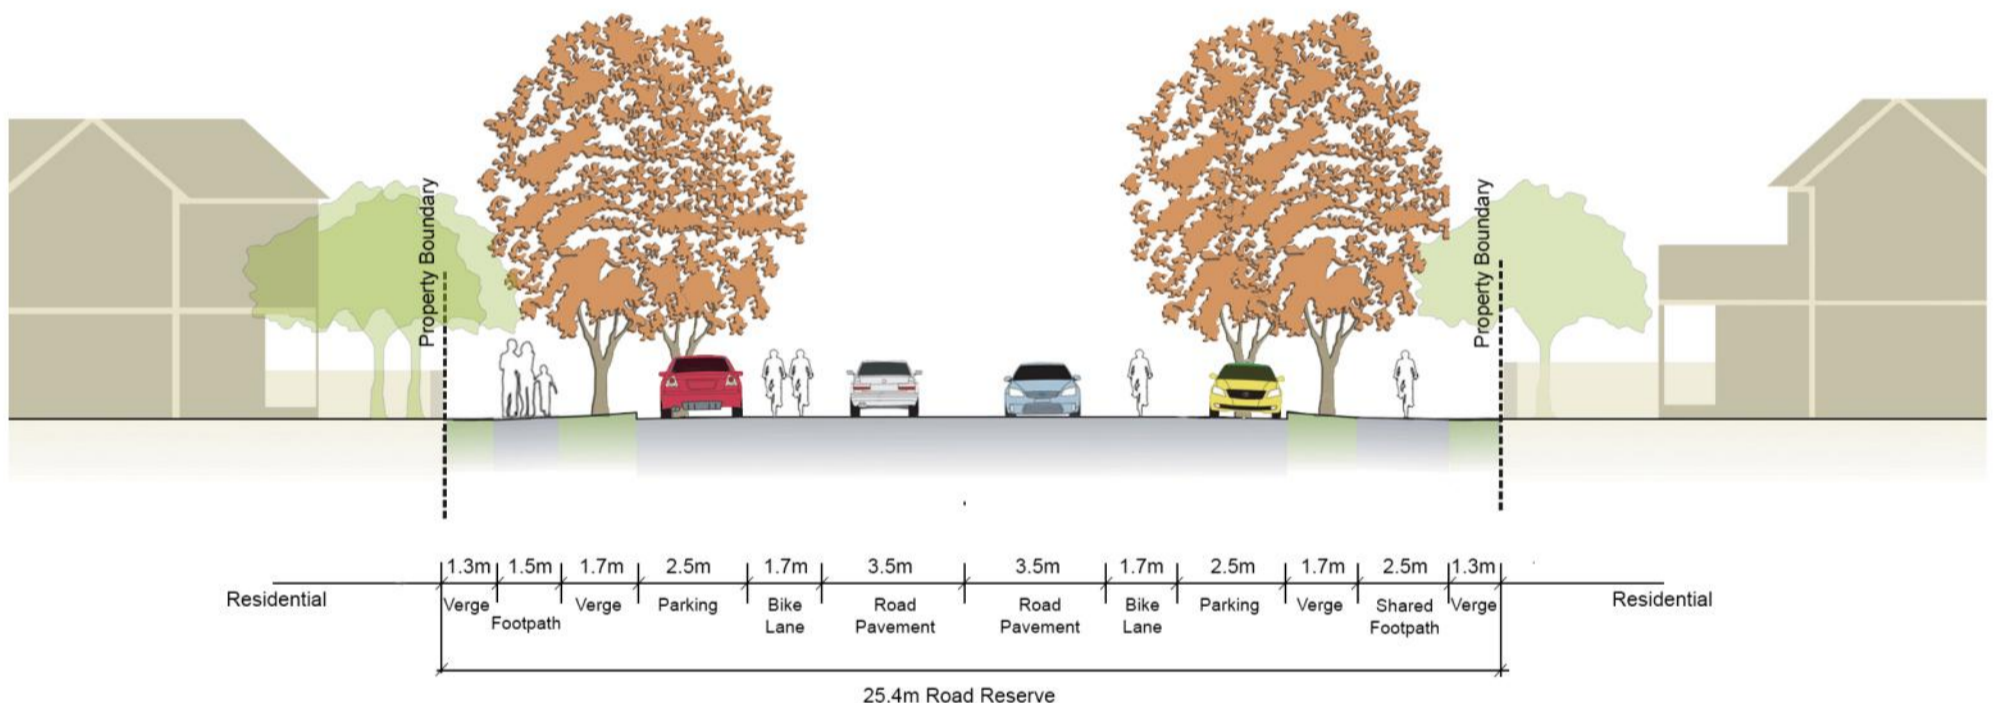 Property Boundary
Property Boundary
1.3m 1.5m 1.7m 2.5m 1.7m 3.5m 3.5m 1.7m 2.5m 1.7m 2.5m 1.3m
Residential
Verge
Footpath
Verge
Parking
Bike
Lane
Road
Pavement
Road
Pavement
Bike
Lane
Parking
Verge
Shared
Footpath
Verge
Residential
25.4m Road Reserve